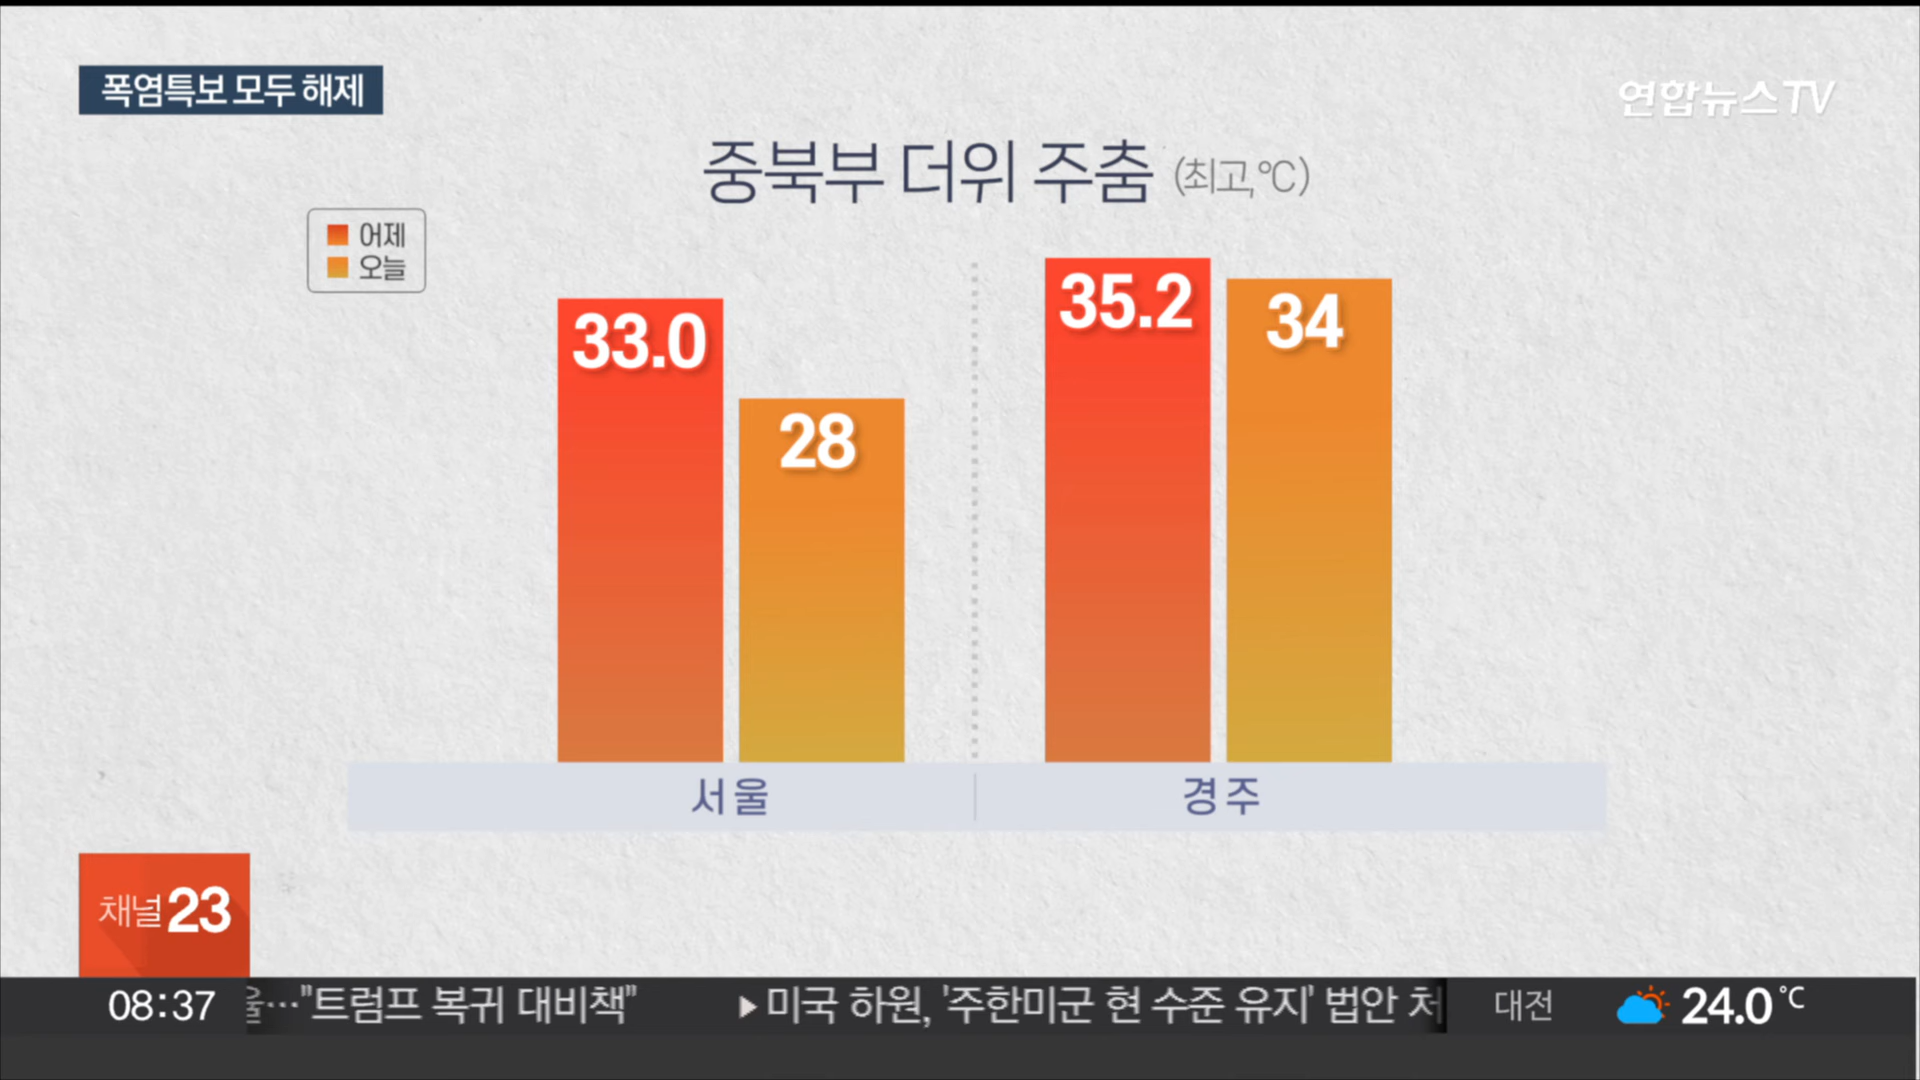 폭염특보 모두 해제
연합뉴스TV
중북부 더위 주춤 (최고,℃)
어제
오늘
33.0
28
35.2
34
서울
경주
채널23
08:37
…"트럼프 복귀 대비책"
▶미국 하원, '주한미군 현 수준 유지' 법안 처
대전
24.0℃